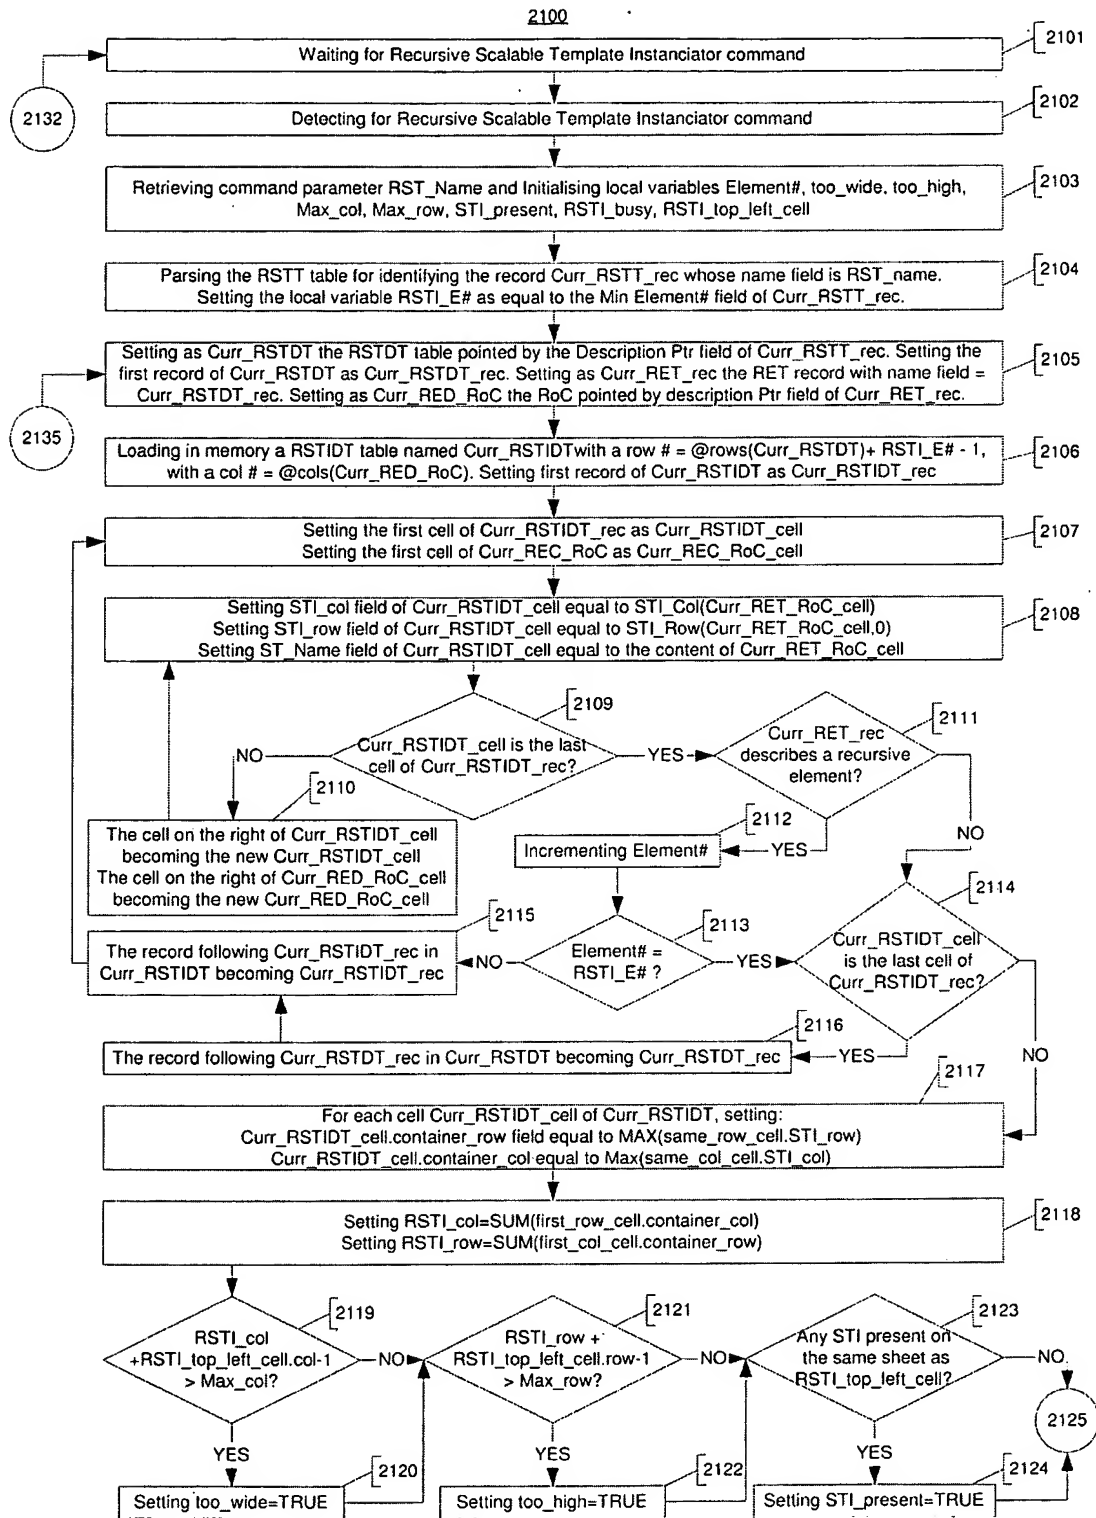 2100
Waiting for Recursive Scalable Template Instanciator command
2101
2132
Detecting for Recursive Scalable Template Instanciator command
2102
Retrieving command parameter RST_Name and Initialising local variables Element#, too_wide, too_high,
Max_col, Max_row, STI_present, RSTI_busy, RSTI_top_left_cell
2103
Parsing the RSTT table for identifying the record Curr_RSTT_rec whose name field is RST_name.
Setting the local variable RSTI_E# as equal to the Min Element# field of Curr_RSTT_rec.
2104
Setting as Curr_RSTDT the RSTDT table pointed by the Description Ptr field of Curr_RSTT_rec. Setting the
first record of Curr_RSTDT as Curr_RSTDT_rec. Setting as Curr_RET_rec the RET record with name field =
Curr_RSTDT_rec. Setting as Curr_RED_RoC the RoC pointed by description Ptr field of Curr_RET_rec.
2105
2135
Loading in memory a RSTIDT table named Curr_RSTIDTwith a row # = @rows(Curr_RSTDT)+ RSTI_E# - 1,
with a col # = @cols(Curr_RED_RoC). Setting first record of Curr_RSTIDT as Curr_RSTIDT_rec
2106
Setting the first cell of Curr_RSTIDT_rec as Curr_RSTIDT_cell
Setting the first cell of Curr_REC_RoC as Curr_REC_RoC_cell
2107
Setting STI_col field of Curr_RSTIDT_cell equal to STI_Col(Curr_RET_RoC_cell)
Setting STI_row field of Curr_RSTIDT_cell equal to STI_Row(Curr_RET_RoC_cell,0)
Setting ST_Name field of Curr_RSTIDT_cell equal to the content of Curr_RET_RoC_cell
2108
2109
Curr_RSTIDT_cell is the last
cell of Curr_RSTIDT_rec?
NO
YES
2111
Curr_RET_rec
describes a recursive
element?
YES
NO
2110
The cell on the right of Curr_RSTIDT_cell
becoming the new Curr_RSTIDT_cell
The cell on the right of Curr_RED_RoC_cell
becoming the new Curr_RED_RoC_cell
2112
Incrementing Element#
2113
Element# =
RSTI_E# ?
NO
YES
2114
Curr_RSTIDT_cell
is the last cell of
Curr_RSTIDT_rec?
YES
NO
2115
The record following Curr_RSTIDT_rec in
Curr_RSTIDT becoming Curr_RSTIDT_rec
2116
The record following Curr_RSTDT_rec in Curr_RSTDT becoming Curr_RSTDT_rec
2117
For each cell Curr_RSTIDT_cell of Curr_RSTIDT, setting:
Curr_RSTIDT_cell.container_row field equal to MAX(same_row_cell.STI_row)
Curr_RSTIDT_cell.container_col equal to Max(same_col_cell.STI_col)
Setting RSTI_col=SUM(first_row_cell.container_col)
Setting RSTI_row=SUM(first_col_cell.container_row)
2118
2119
RSTI_col
+RSTI_top_left_cell.col-1
> Max_col?
NO
YES
2121
RSTI_row +
RSTI_top_left_cell.row-1
> Max_row?
NO
YES
2123
Any STI present on
the same sheet as
RSTI_top_left_cell?
NO
YES
2125
2120
Setting too_wide=TRUE
2122
Setting too_high=TRUE
2124
Setting STI_present=TRUE